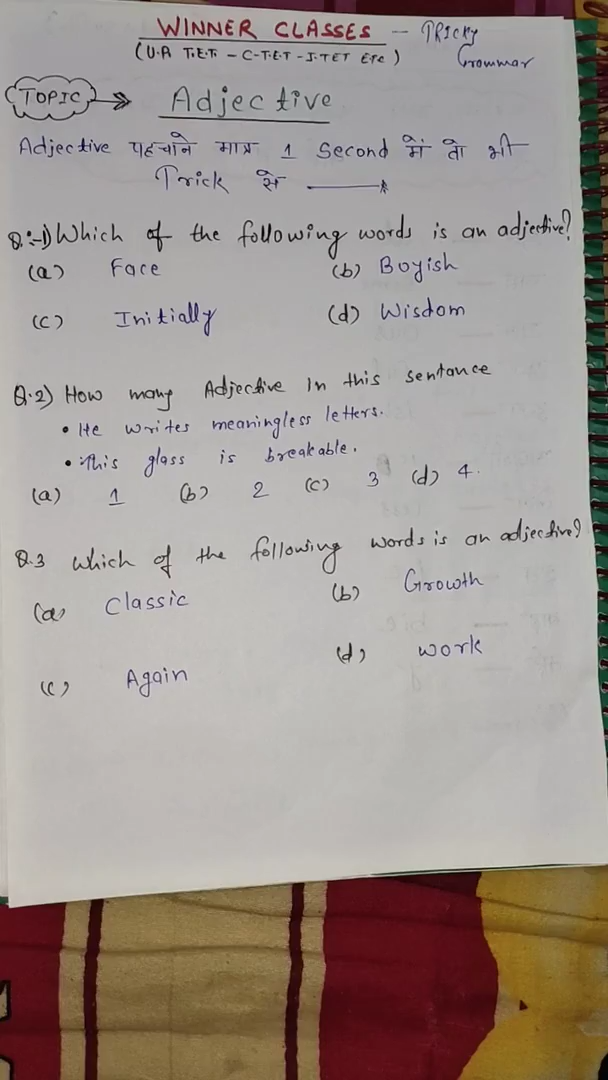 WINNER CLASSES -- TRICKY
(U.P T.E.T - C-T.E.T - S-TET Etc) Grammar
TOPIC Adjective
Adjective पहचाने मात्र 1 Second में वो भी
Trick से
Q:-1) Which of the following words is an adjective?
(a) Face (b) Boyish
(c) Initially (d) Wisdom
Q.2) How many Adjective in this sentance
• He writes meaningless letters.
• This glass is breakable.
(a) 1 (b) 2 (c) 3 (d) 4.
Q.3 which of the following words is an adjective?
(a) Classic (b) Growth
(c) Again (d) work